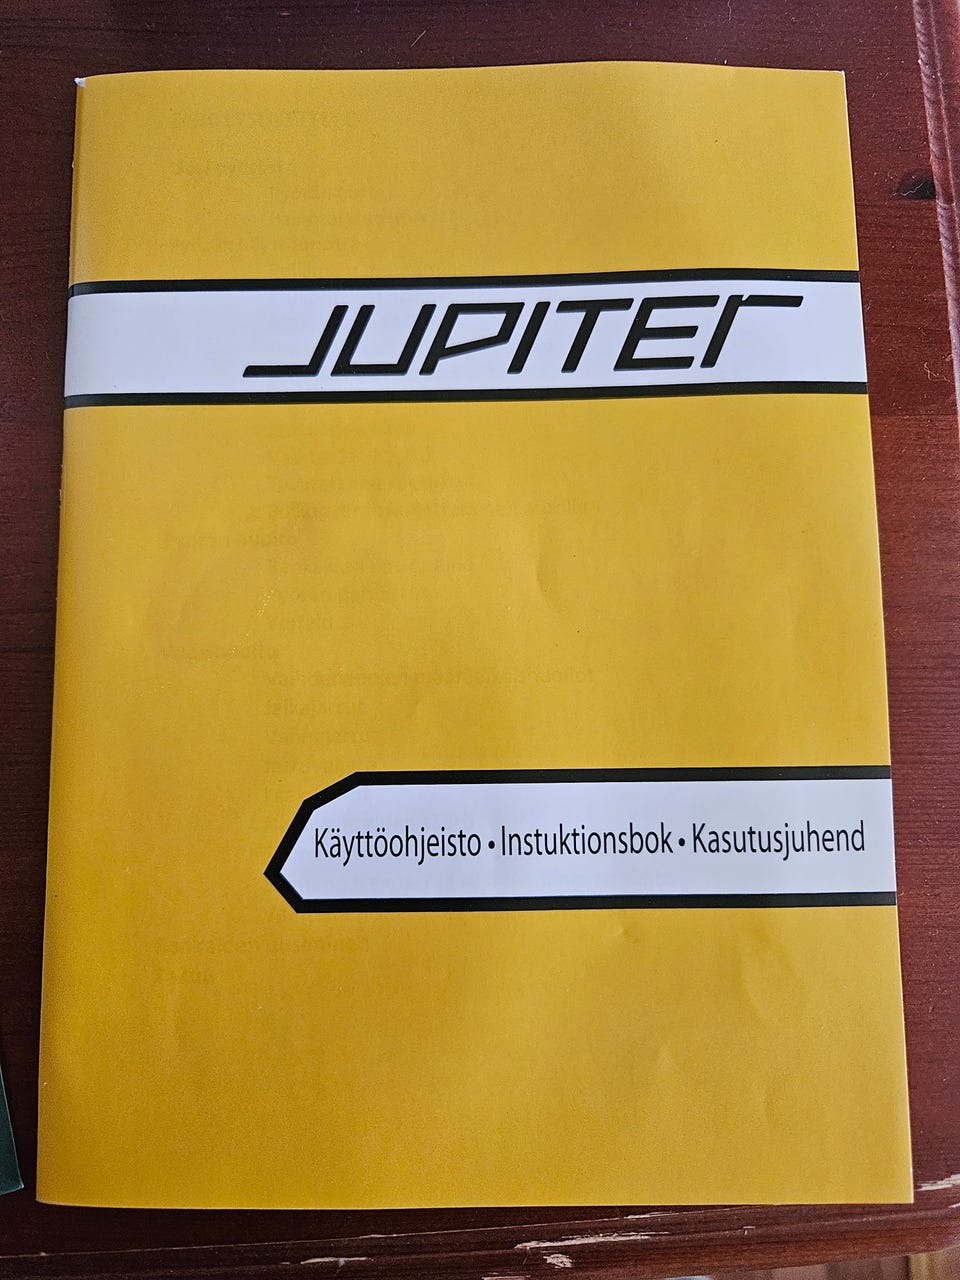 JUPITER
Käyttöohjeisto • Instuktionsbok • Kasutusjuhend